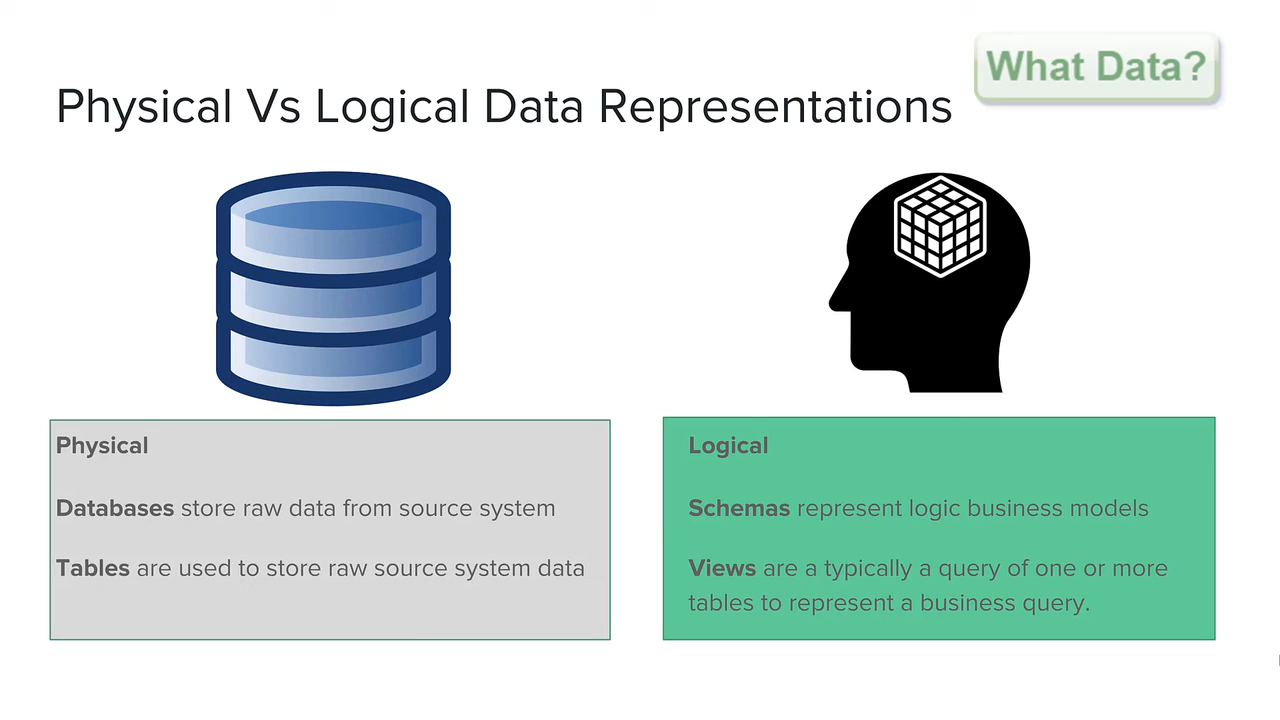 What Data?
Physical Vs Logical Data Representations
Physical
Databases store raw data from source system
Tables are used to store raw source system data
Logical
Schemas represent logic business models
Views are a typically a query of one or more
tables to represent a business query.